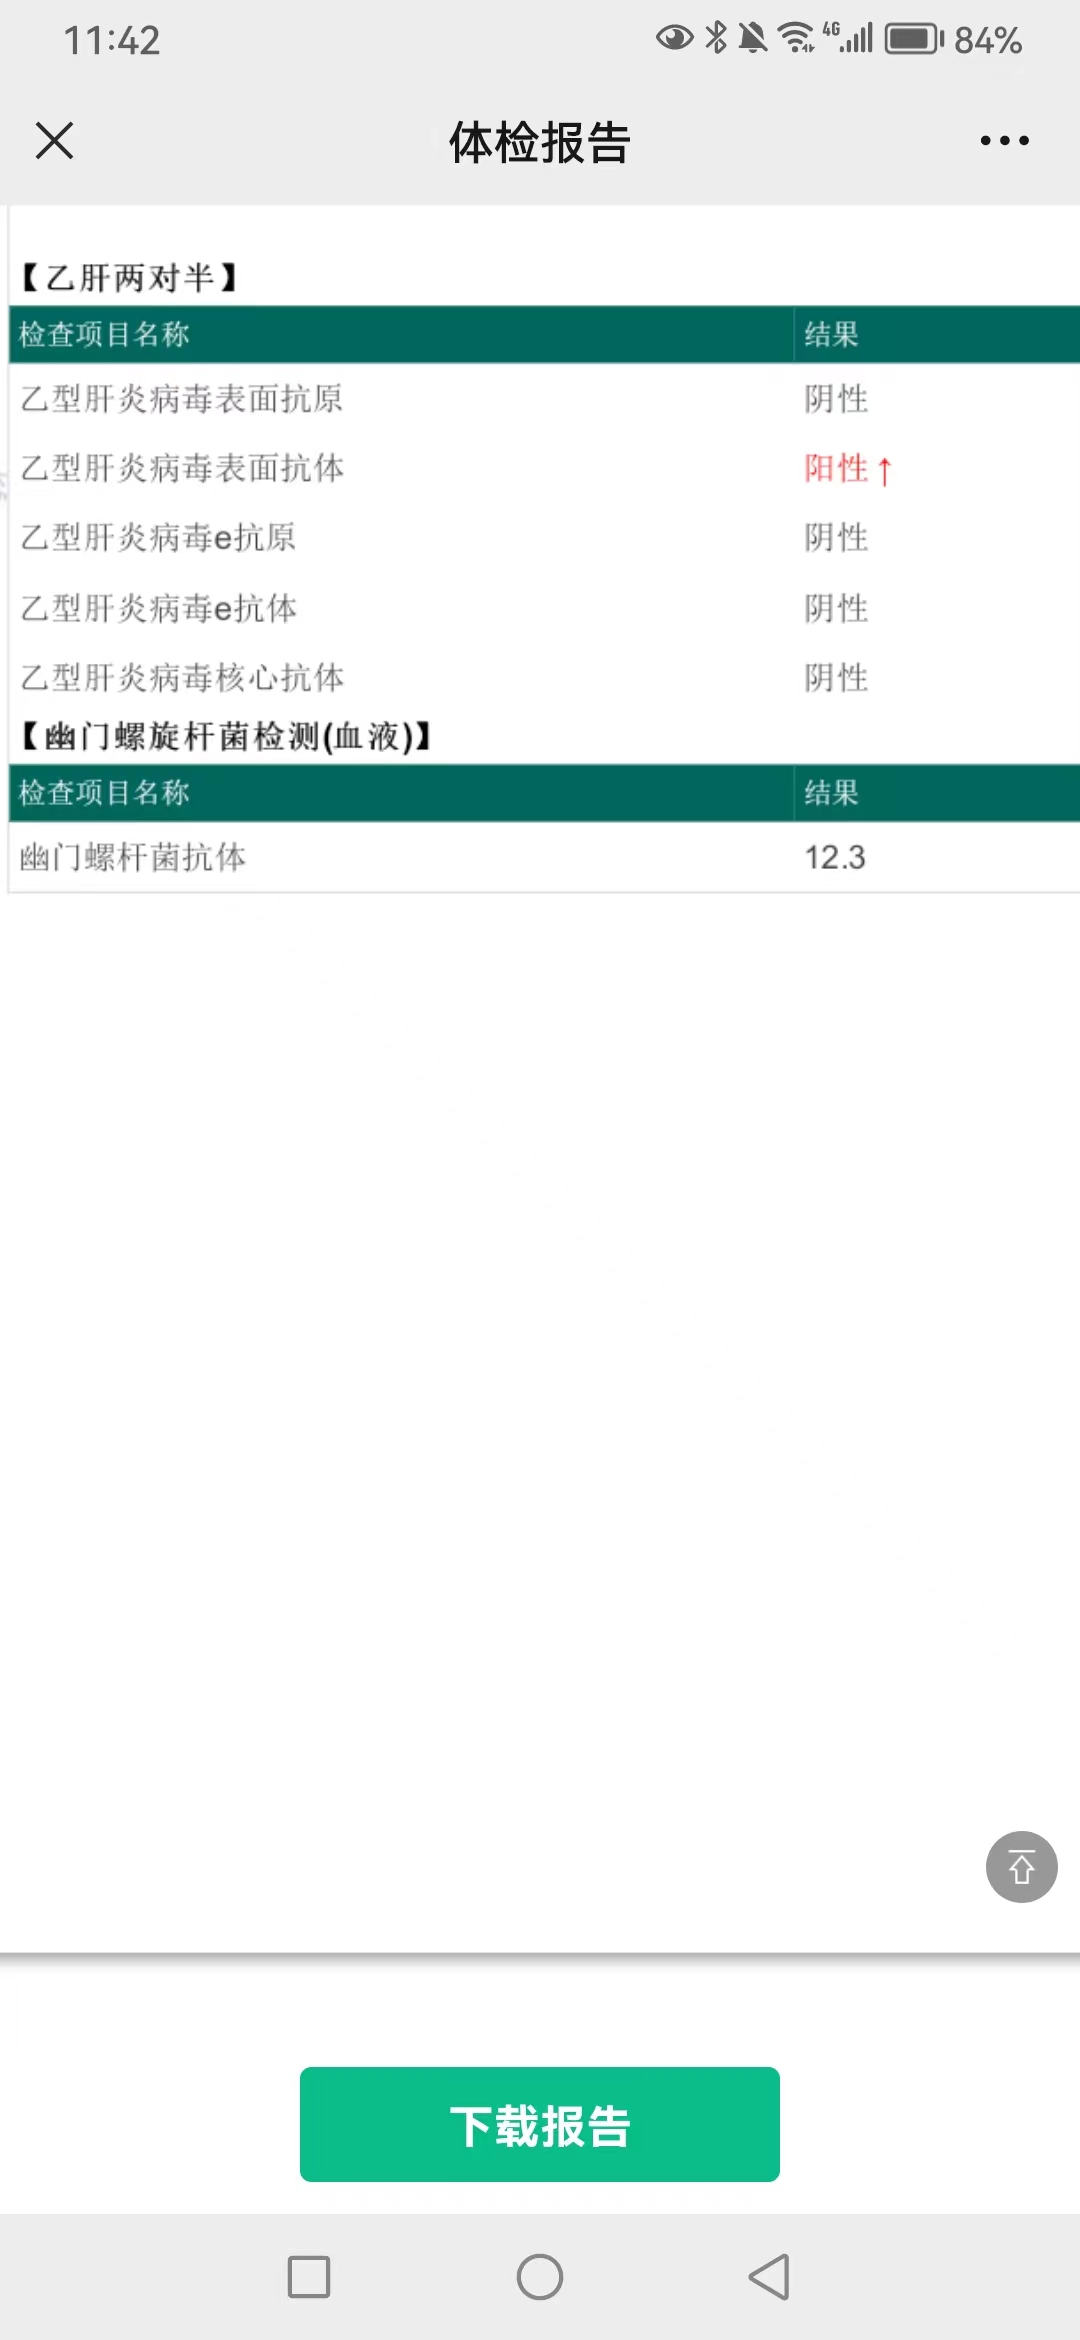 11:42
4G 84%
体检报告
【乙肝两对半】
检查项目名称 结果
乙型肝炎病毒表面抗原 阴性
乙型肝炎病毒表面抗体 阳性↑
乙型肝炎病毒e抗原 阴性
乙型肝炎病毒e抗体 阴性
乙型肝炎病毒核心抗体 阴性
【幽门螺旋杆菌检测(血液)】
检查项目名称 结果
幽门螺杆菌抗体 12.3
下载报告